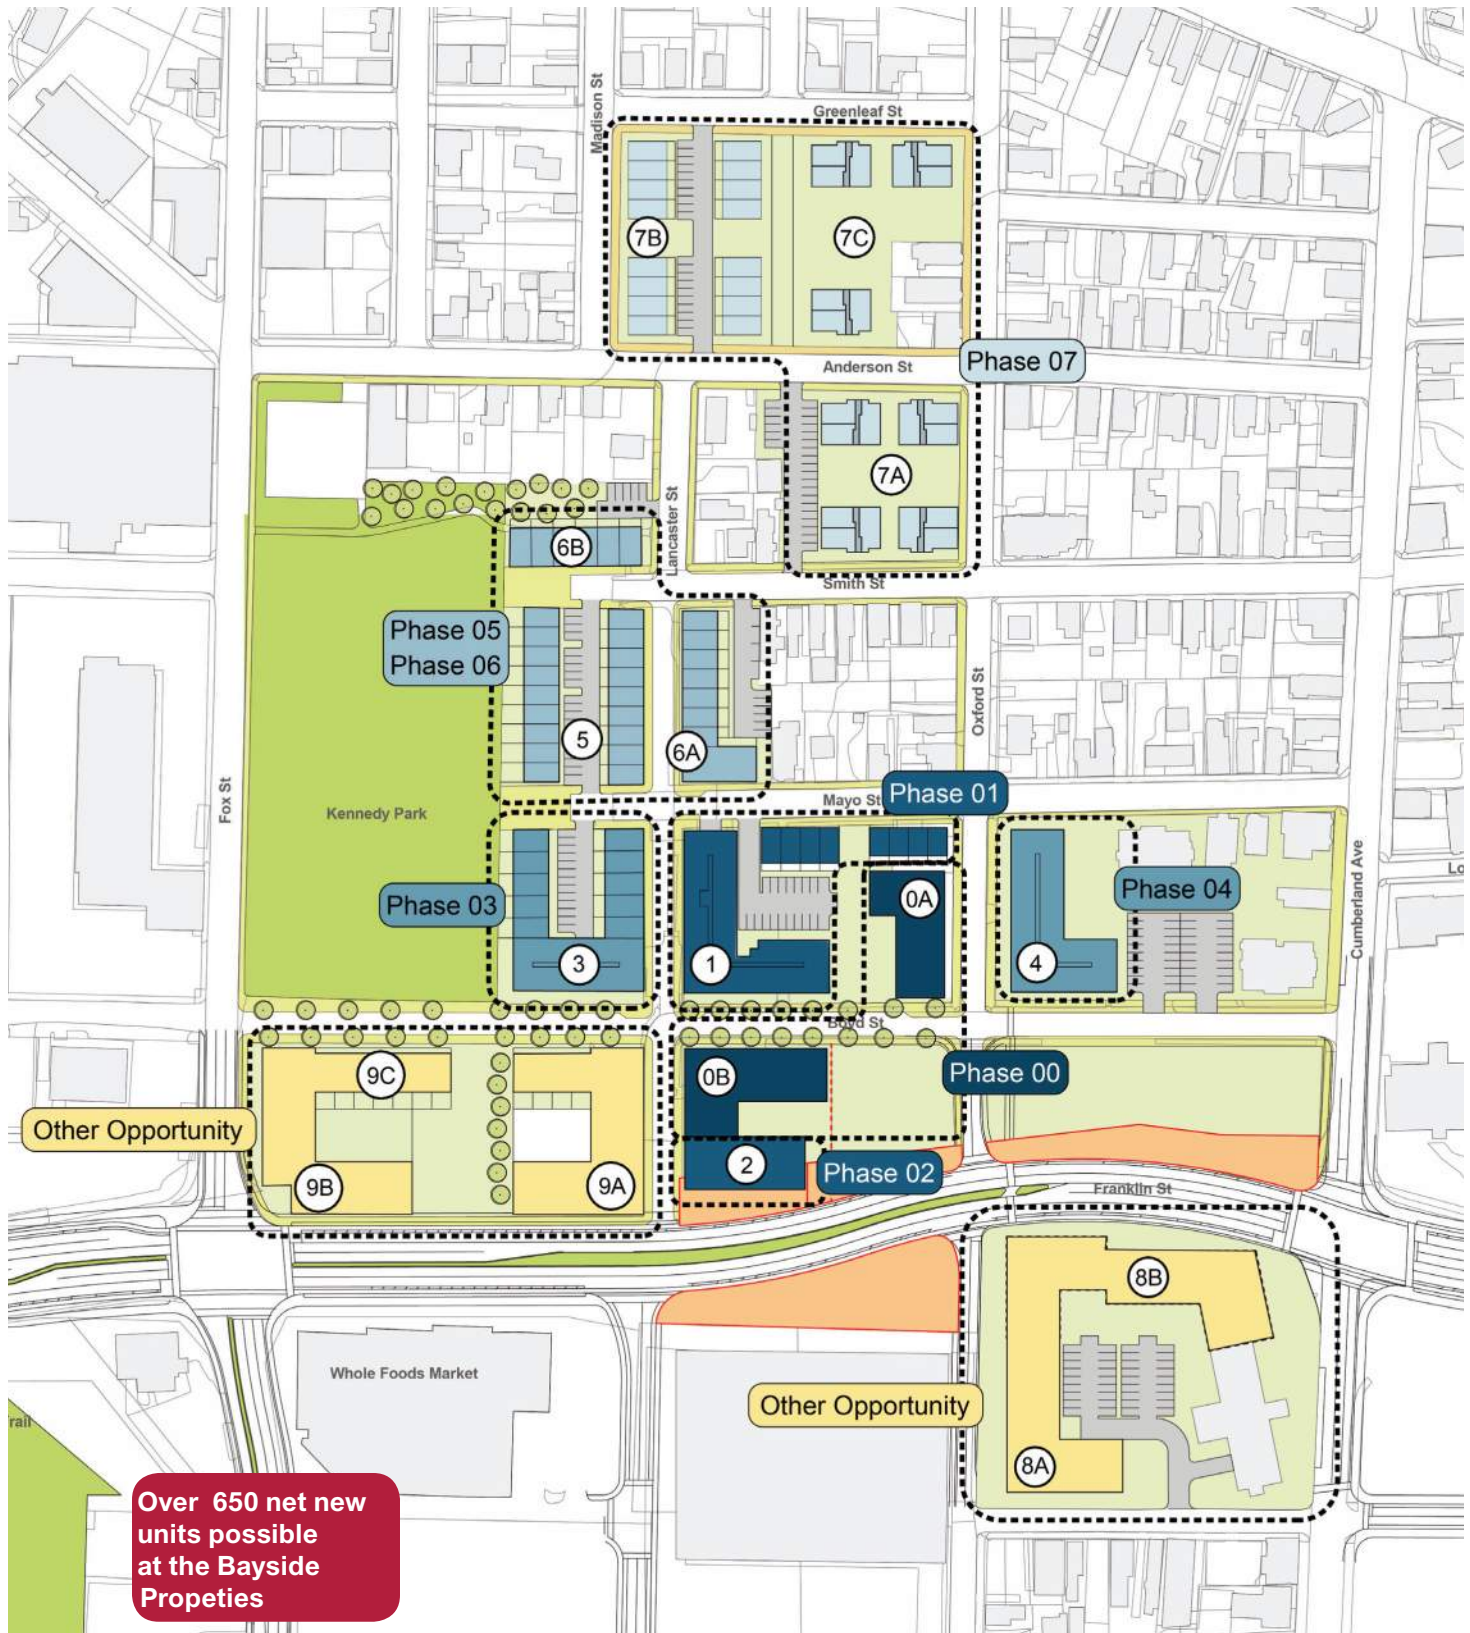 Madison St
Greenleaf St
7B
7C
Anderson St
Phase 07
7A
Lancaster St
6B
Smith St
Phase 05
Phase 06
Oxford St
5
6A
Fox St
Kennedy Park
Mayo St
Phase 01
Cumberland Ave
Lo
Phase 03
0A
Phase 04
3
1
4
Boyd St
9C
0B
Phase 00
Other Opportunity
2
Phase 02
9B
9A
Franklin St
8B
Whole Foods Market
Other Opportunity
rail
8A
Over 650 net new
units possible
at the Bayside
Propeties